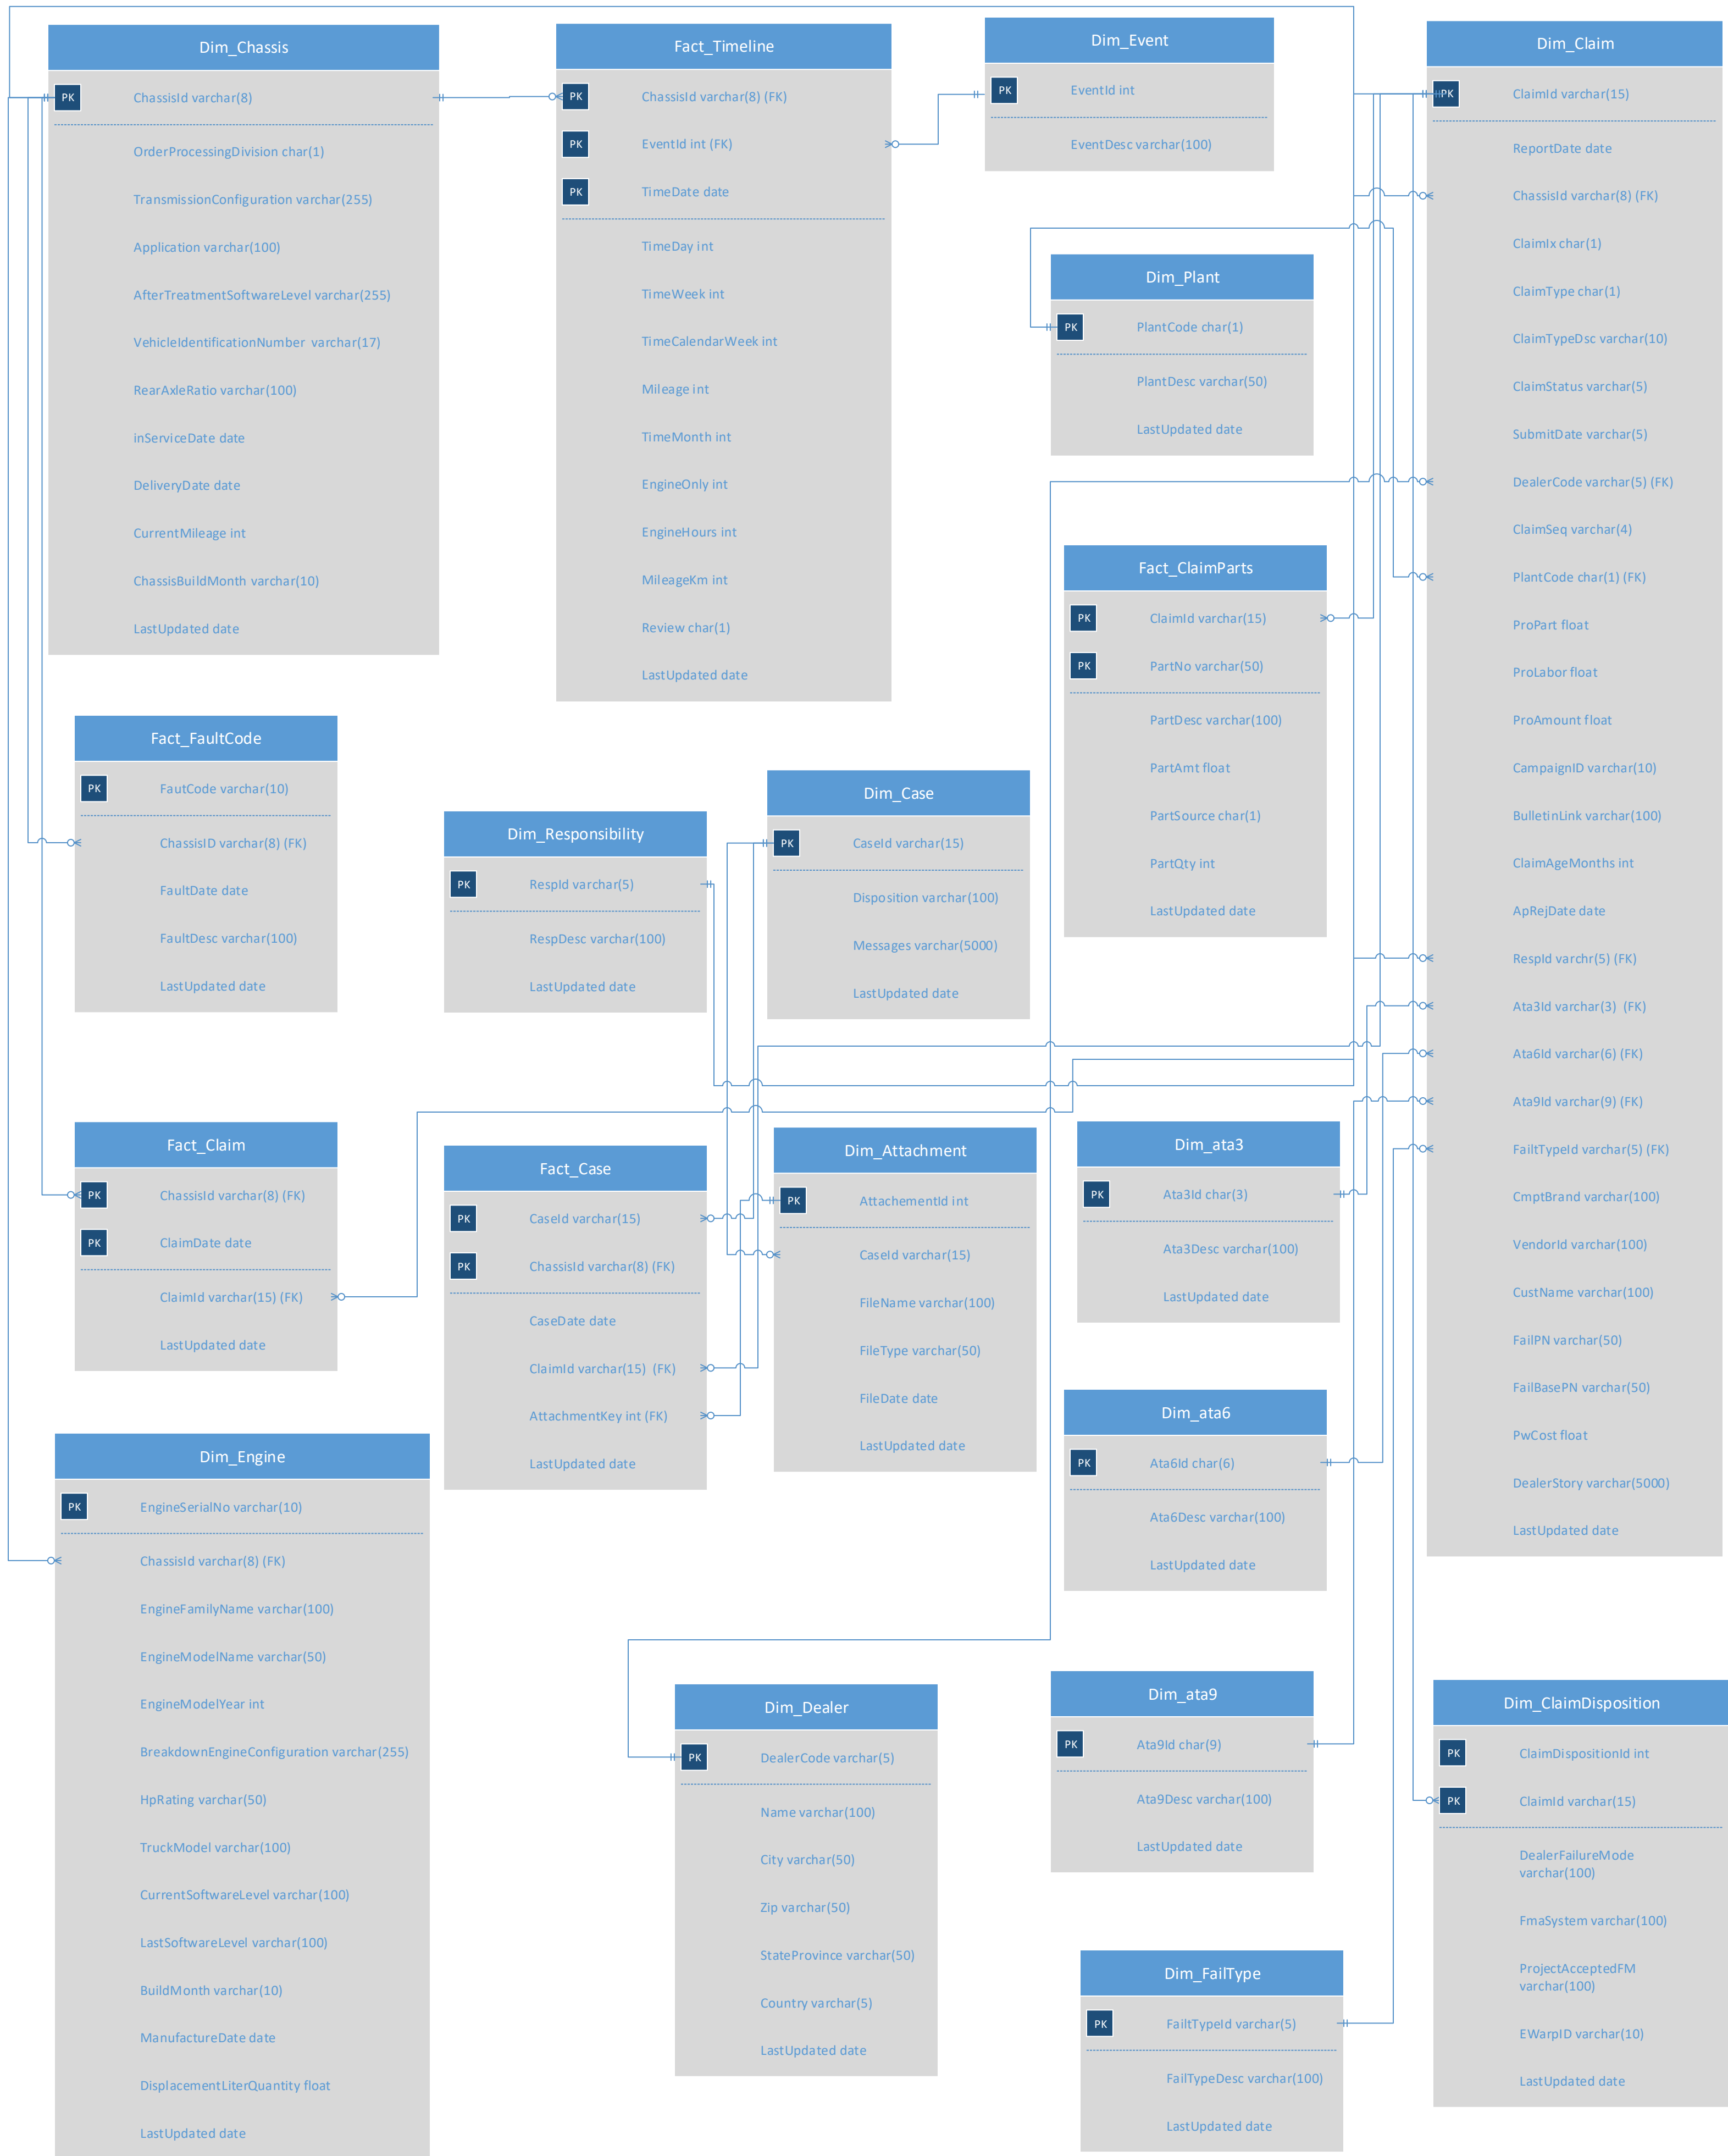 Dim_Chassis
PK
ChassisId varchar(8)
OrderProcessingDivision char(1)
TransmissionConfiguration varchar(255)
Application varchar(100)
AfterTreatmentSoftwareLevel varchar(255)
VehicleIdentificationNumber varchar(17)
RearAxleRatio varchar(100)
inServiceDate date
DeliveryDate date
CurrentMileage int
ChassisBuildMonth varchar(10)
LastUpdated date
Fact_Timeline
PK
ChassisId varchar(8) (FK)
PK
EventId int (FK)
PK
TimeDate date
TimeDay int
TimeWeek int
TimeCalendarWeek int
Mileage int
TimeMonth int
EngineOnly int
EngineHours int
MileageKm int
Review char(1)
LastUpdated date
Dim_Event
PK
EventId int
EventDesc varchar(100)
Dim_Claim
PK
ClaimId varchar(15)
ReportDate date
ChassisId varchar(8) (FK)
ClaimIx char(1)
ClaimType char(1)
ClaimTypeDsc varchar(10)
ClaimStatus varchar(5)
SubmitDate varchar(5)
DealerCode varchar(5) (FK)
ClaimSeq varchar(4)
PlantCode char(1) (FK)
ProPart float
ProLabor float
ProAmount float
CampaignID varchar(10)
BulletinLink varchar(100)
ClaimAgeMonths int
ApRejDate date
RespId varchr(5) (FK)
Ata3Id varchar(3) (FK)
Ata6Id varchar(6) (FK)
Ata9Id varchar(9) (FK)
FailtTypeId varchar(5) (FK)
CmptBrand varchar(100)
VendorId varchar(100)
CustName varchar(100)
FailPN varchar(50)
FailBasePN varchar(50)
PwCost float
DealerStory varchar(5000)
LastUpdated date
Dim_Plant
PK
PlantCode char(1)
PlantDesc varchar(50)
LastUpdated date
Fact_ClaimParts
PK
ClaimId varchar(15)
PK
PartNo varchar(50)
PartDesc varchar(100)
PartAmt float
PartSource char(1)
PartQty int
LastUpdated date
Fact_FaultCode
PK
FautCode varchar(10)
ChassisID varchar(8) (FK)
FaultDate date
FaultDesc varchar(100)
LastUpdated date
Dim_Responsibility
PK
RespId varchar(5)
RespDesc varchar(100)
LastUpdated date
Dim_Case
PK
CaseId varchar(15)
Disposition varchar(100)
Messages varchar(5000)
LastUpdated date
Fact_Claim
PK
ChassisId varchar(8) (FK)
PK
ClaimDate date
ClaimId varchar(15) (FK)
LastUpdated date
Fact_Case
PK
CaseId varchar(15)
PK
ChassisId varchar(8) (FK)
CaseDate date
ClaimId varchar(15) (FK)
AttachmentKey int (FK)
LastUpdated date
Dim_Attachment
PK
AttachementId int
CaseId varchar(15)
FileName varchar(100)
FileType varchar(50)
FileDate date
LastUpdated date
Dim_ata3
PK
Ata3Id char(3)
Ata3Desc varchar(100)
LastUpdated date
Dim_ata6
PK
Ata6Id char(6)
Ata6Desc varchar(100)
LastUpdated date
Dim_Engine
PK
EngineSerialNo varchar(10)
ChassisId varchar(8) (FK)
EngineFamilyName varchar(100)
EngineModelName varchar(50)
EngineModelYear int
BreakdownEngineConfiguration varchar(255)
HpRating varchar(50)
TruckModel varchar(100)
CurrentSoftwareLevel varchar(100)
LastSoftwareLevel varchar(100)
BuildMonth varchar(10)
ManufactureDate date
DisplacementLiterQuantity float
LastUpdated date
Dim_Dealer
PK
DealerCode varchar(5)
Name varchar(100)
City varchar(50)
Zip varchar(50)
StateProvince varchar(50)
Country varchar(5)
LastUpdated date
Dim_ata9
PK
Ata9Id char(9)
Ata9Desc varchar(100)
LastUpdated date
Dim_ClaimDisposition
PK
ClaimDispositionId int
PK
ClaimId varchar(15)
DealerFailureMode
varchar(100)
FmaSystem varchar(100)
ProjectAcceptedFM
varchar(100)
EWarpID varchar(10)
LastUpdated date
Dim_FailType
PK
FailtTypeId varchar(5)
FailTypeDesc varchar(100)
LastUpdated date